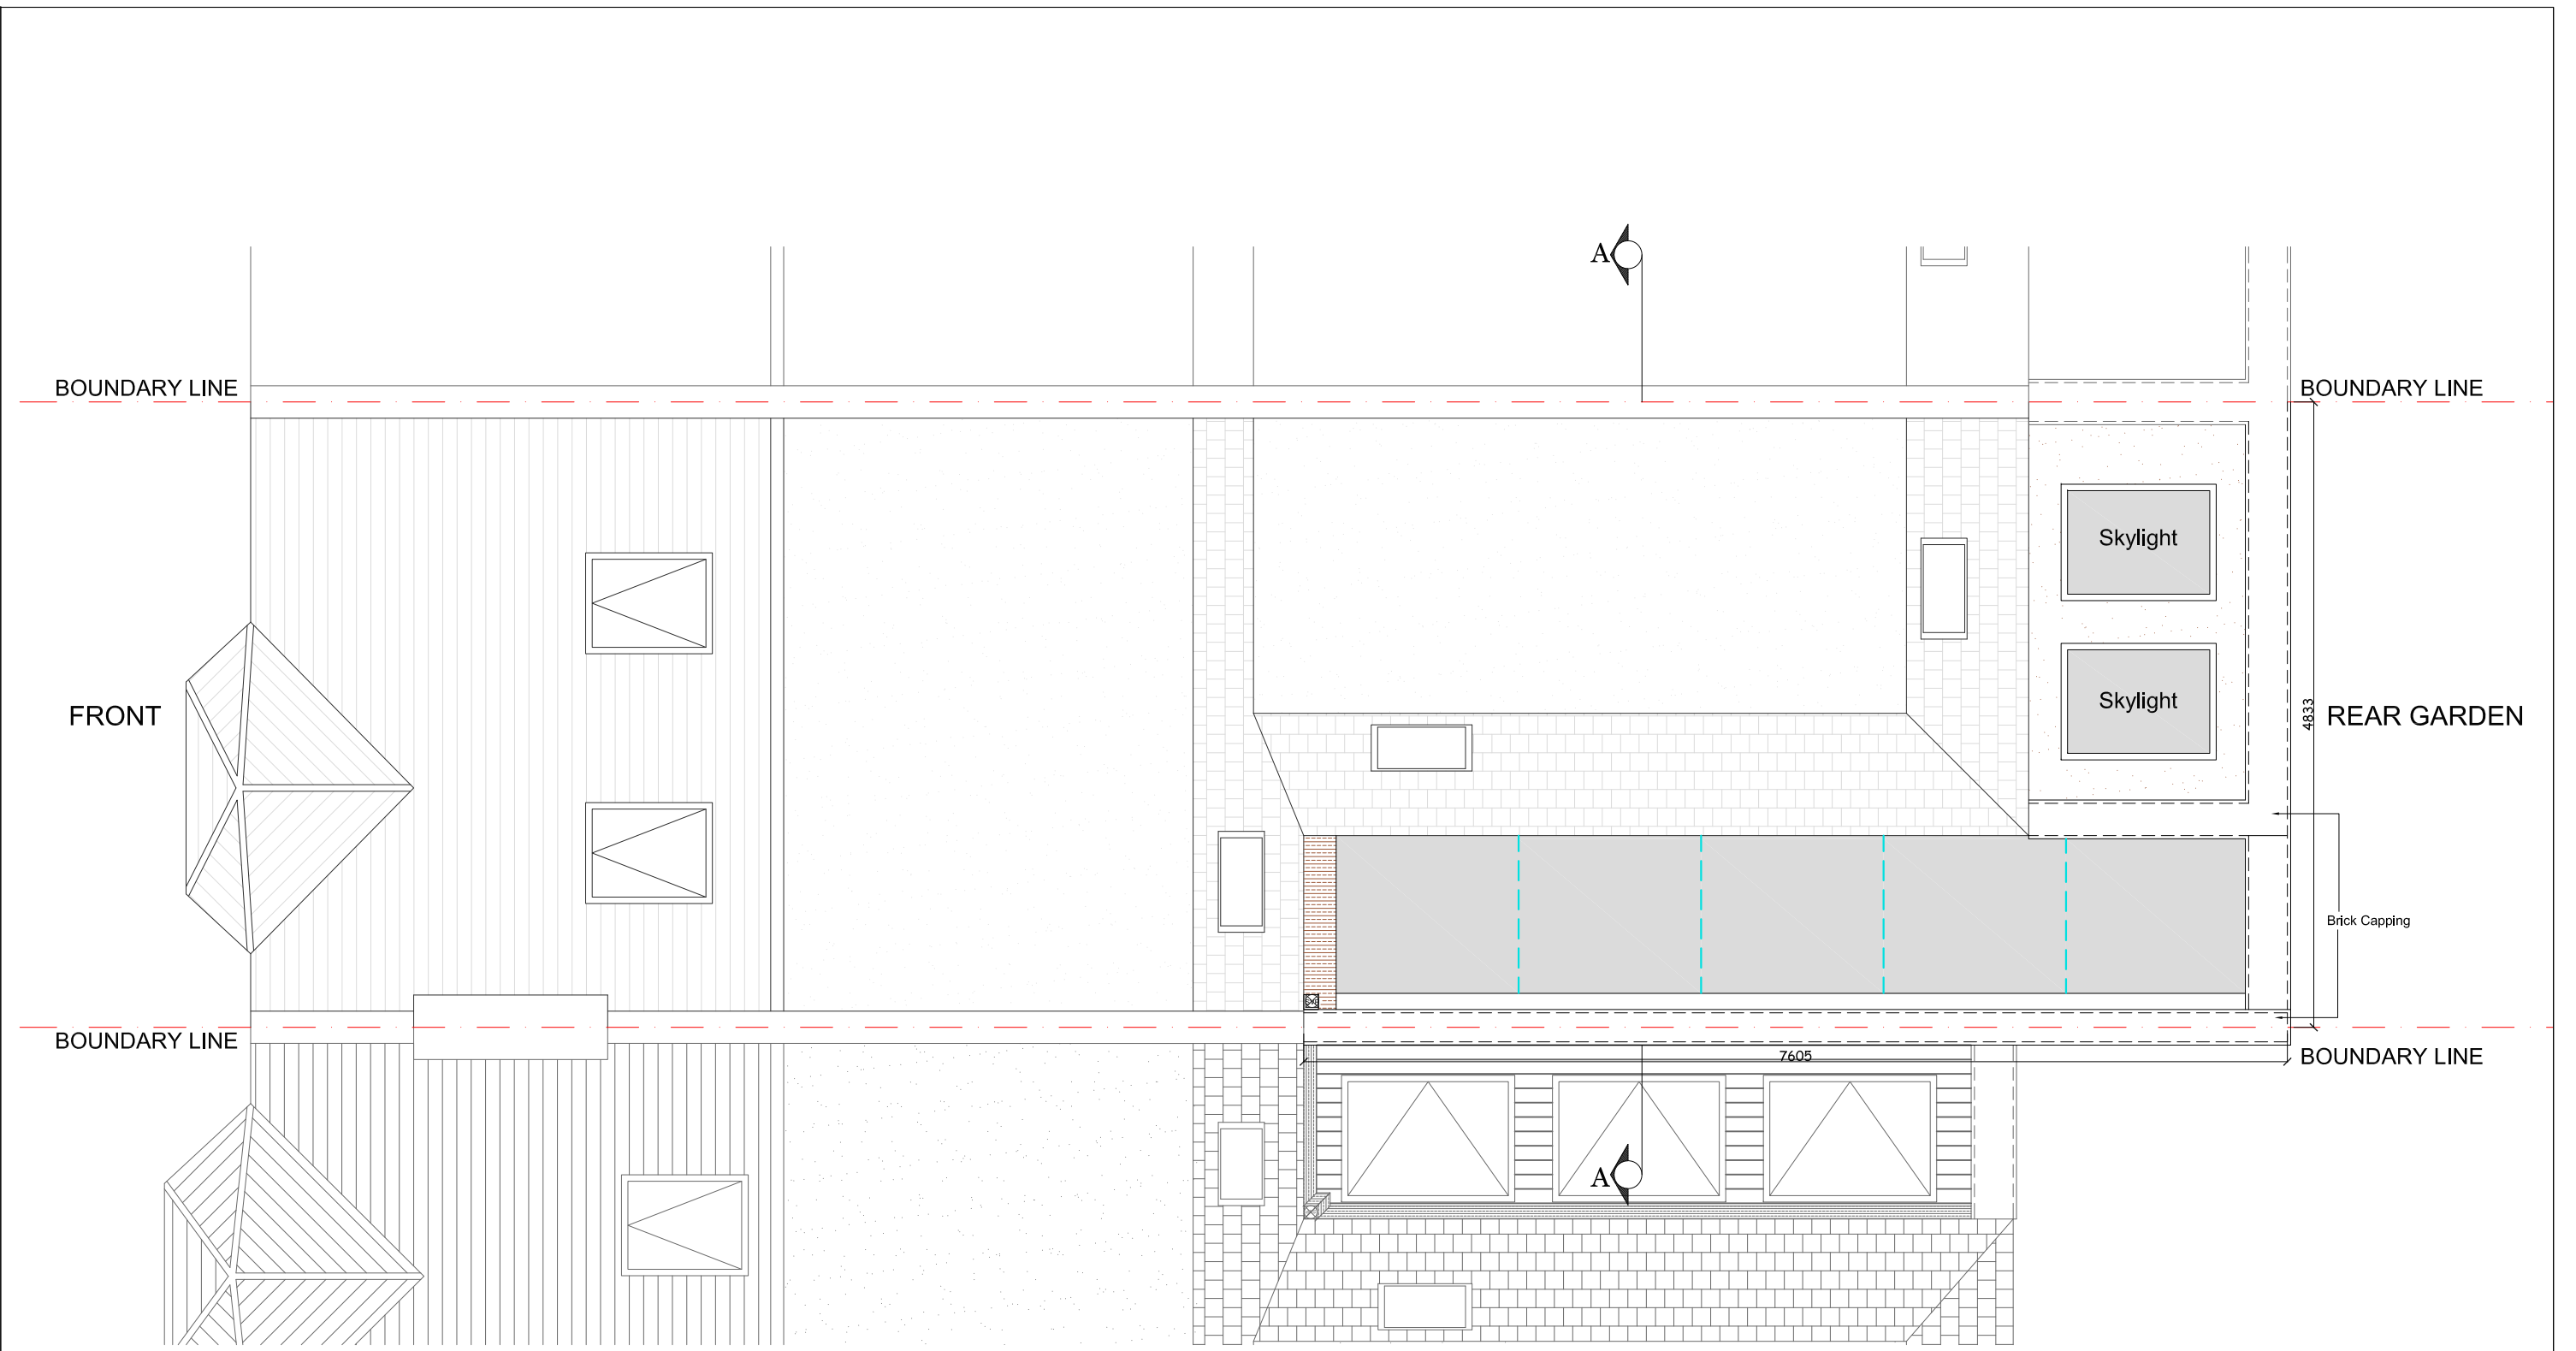 A
BOUNDARY LINE
BOUNDARY LINE
Skylight
Skylight
FRONT
4833
REAR GARDEN
Brick Capping
BOUNDARY LINE
7605
BOUNDARY LINE
A